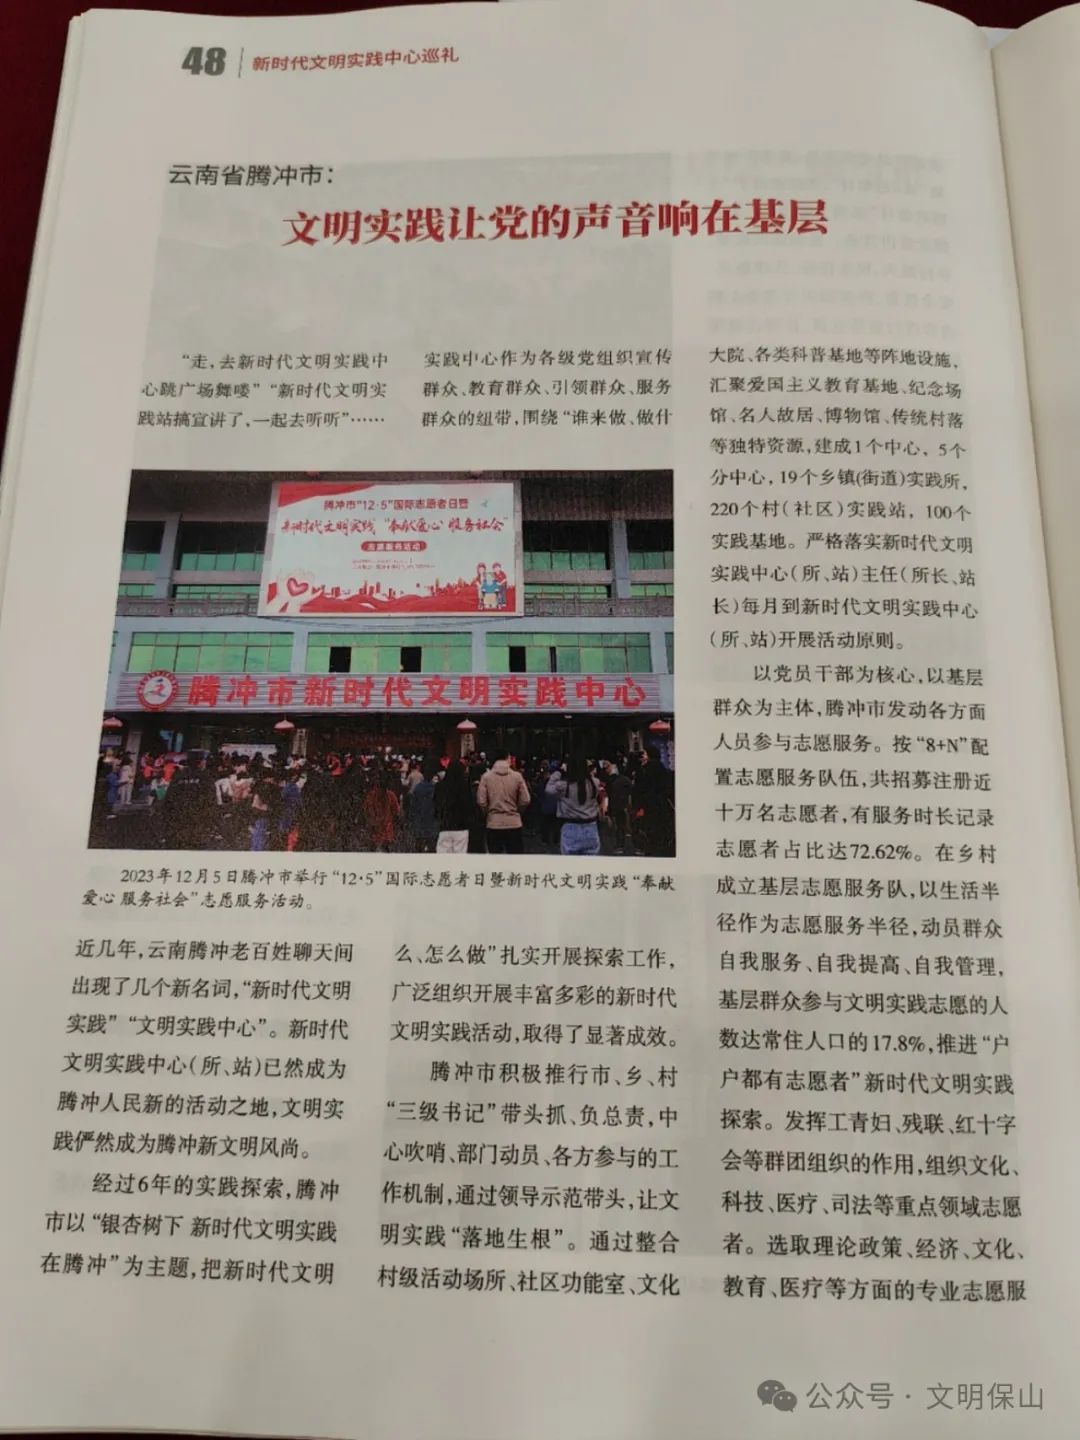 48 新时代文明实践中心巡礼
云南省腾冲市：
文明实践让党的声音响在基层
“走，去新时代文明实践中
心跳广场舞喽”“新时代文明实
践站搞宣讲了，一起去听听”……
腾冲市“12·5”国际志愿者日暨
新时代文明实践“奉献爱心 服务社会”
志愿服务活动
腾冲市新时代文明实践中心
2023年12月5日腾冲市举行“12·5”国际志愿者日暨新时代文明实践“奉献
爱心 服务社会”志愿服务活动。
近几年，云南腾冲老百姓聊天间
出现了几个新名词，“新时代文明
实践”“文明实践中心”。新时代
文明实践中心（所、站）已然成为
腾冲人民新的活动之地，文明实
践俨然成为腾冲新文明风尚。
经过6年的实践探索，腾冲
市以“银杏树下 新时代文明实践
在腾冲”为主题，把新时代文明
实践中心作为各级党组织宣传
群众、教育群众、引领群众、服务
群众的纽带，围绕“谁来做、做什
么、怎么做”扎实开展探索工作，
广泛组织开展丰富多彩的新时代
文明实践活动，取得了显著成效。
腾冲市积极推行市、乡、村
“三级书记”带头抓、负总责，中
心吹哨、部门动员、各方参与的工
作机制，通过领导示范带头，让文
明实践“落地生根”。通过整合
村级活动场所、社区功能室、文化
大院、各类科普基地等阵地设施，
汇聚爱国主义教育基地、纪念场
馆、名人故居、博物馆、传统村落
等独特资源，建成1个中心，5个
分中心，19个乡镇(街道)实践所，
220个村（社区）实践站，100个
实践基地。严格落实新时代文明
实践中心（所、站）主任（所长、站
长）每月到新时代文明实践中心
（所、站）开展活动原则。
以党员干部为核心，以基层
群众为主体，腾冲市发动各方面
人员参与志愿服务。按“8+N”配
置志愿服务队伍，共招募注册近
十万名志愿者，有服务时长记录
志愿者占比达72.62%。在乡村
成立基层志愿服务队，以生活半
径作为志愿服务半径，动员群众
自我服务、自我提高、自我管理，
基层群众参与文明实践志愿的人
数达常住人口的17.8%，推进“户
户都有志愿者”新时代文明实践
探索。发挥工青妇、残联、红十字
会等群团组织的作用，组织文化、
科技、医疗、司法等重点领域志愿
者。选取理论政策、经济、文化、
教育、医疗等方面的专业志愿服
公众号·文明保山